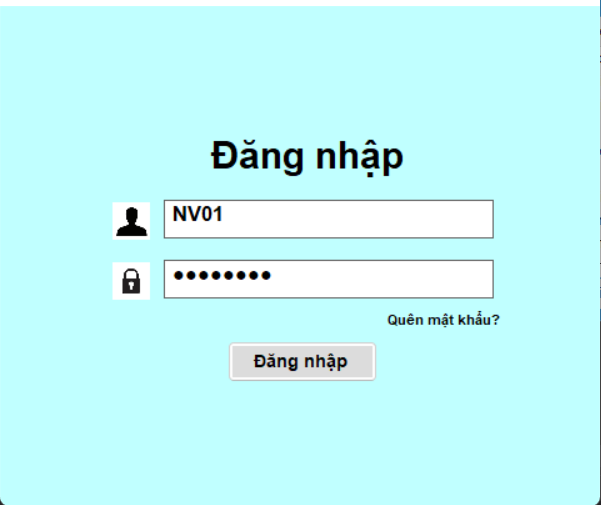 Đăng nhập
NV01
••••••••
Quên mật khẩu?
Đăng nhập